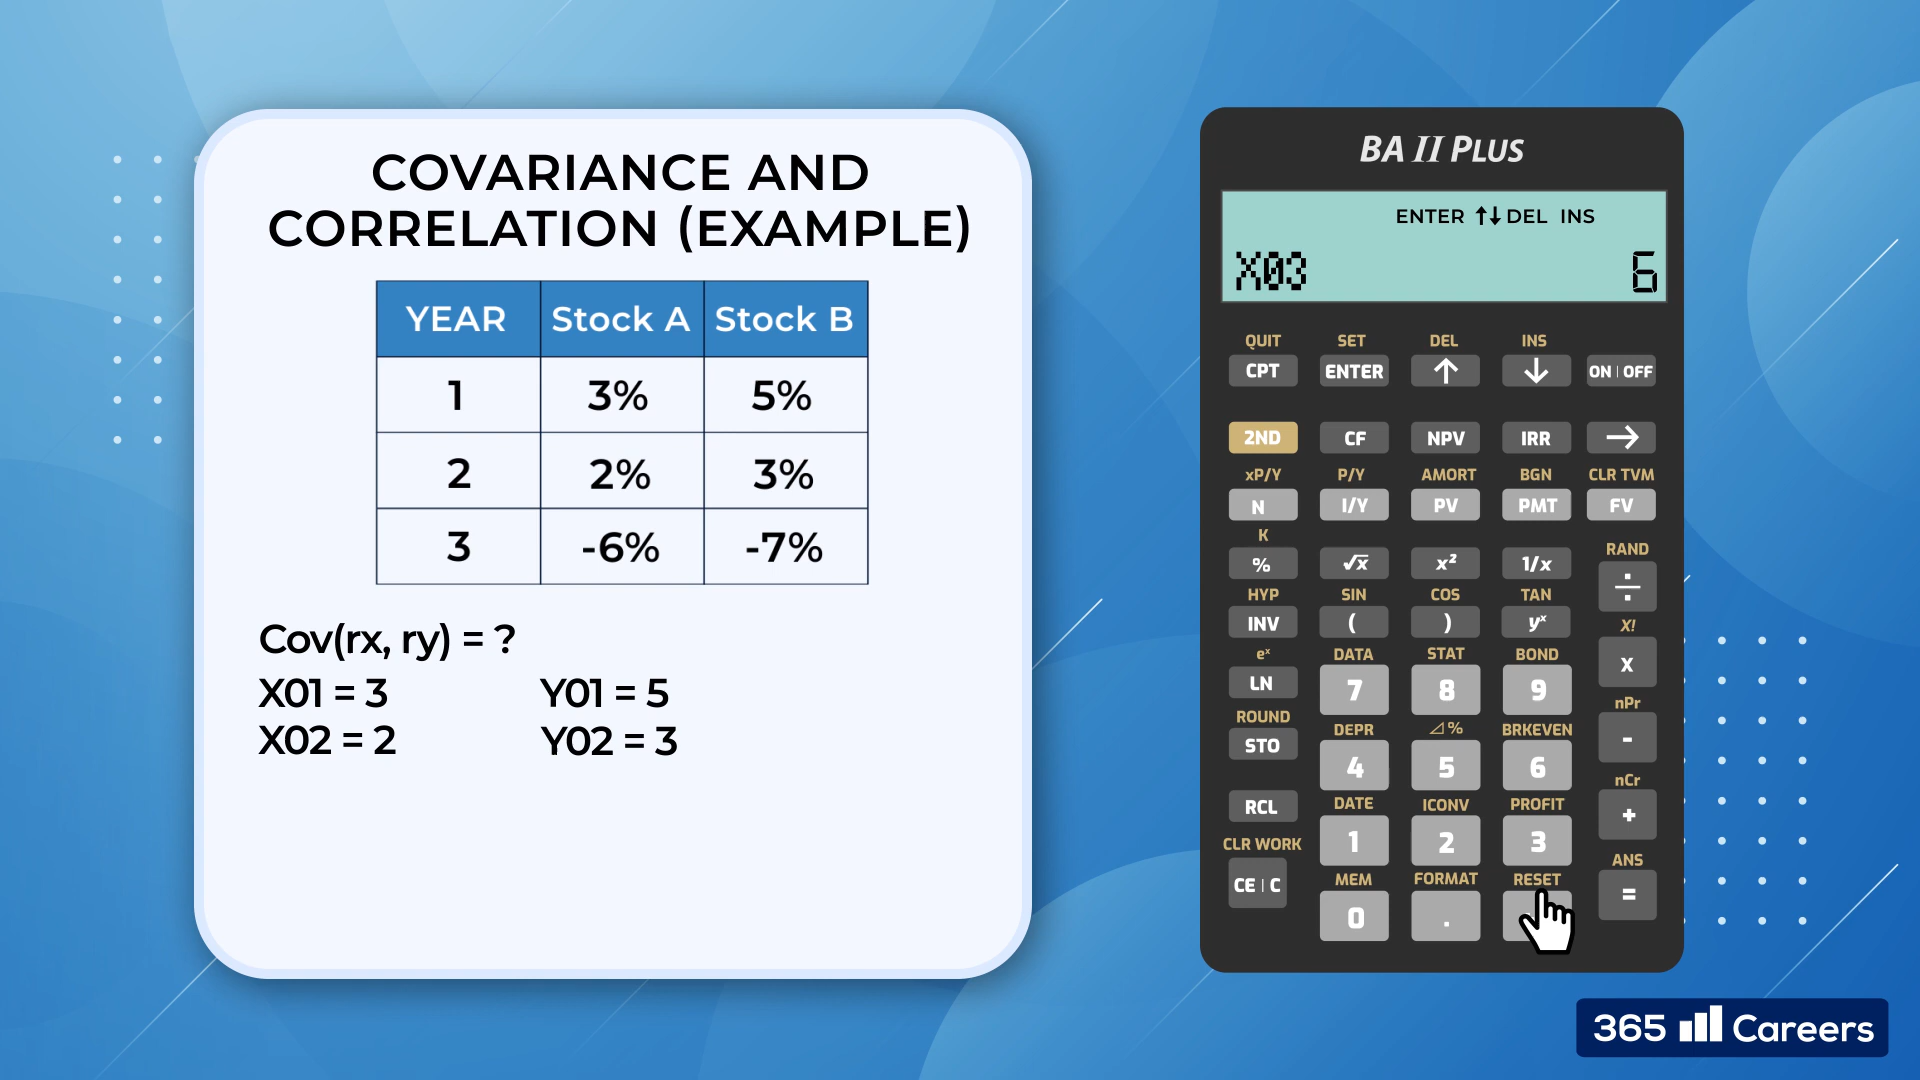 COVARIANCE AND
CORRELATION (EXAMPLE)
YEAR Stock A Stock B
1 3% 5%
2 2% 3%
3 -6% -7%
Cov(rx, ry) = ?
X01 = 3 Y01 = 5
X02 = 2 Y02 = 3
BA II PLUS
ENTER ↑↓ DEL INS
X03 6
QUIT SET DEL INS
CPT ENTER ↑ ↓ ON | OFF
2ND CF NPV IRR →
xP/Y P/Y AMORT BGN CLR TVM
N I/Y PV PMT FV
K RAND
% √x x² 1/x ÷
HYP SIN COS TAN X!
INV ( ) yˣ x
eˣ DATA STAT BOND
LN 7 8 9
nPr
ROUND DEPR ⊿% BRKEVEN
STO 4 5 6 -
nCr
RCL DATE ICONV PROFIT
1 2 3 +
CLR WORK ANS
CE | C MEM FORMAT RESET
0 . =
365 Careers